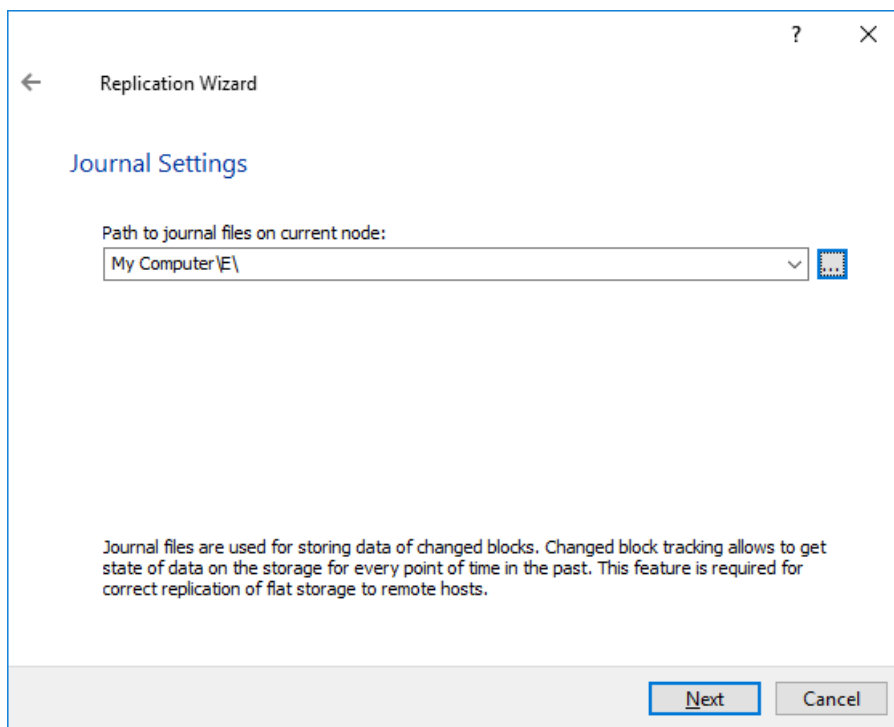 ?
Replication Wizard
Journal Settings
Path to journal files on current node:
My Computer\E\
...
Journal files are used for storing data of changed blocks. Changed block tracking allows to get
state of data on the storage for every point of time in the past. This feature is required for
correct replication of flat storage to remote hosts.
Next
Cancel